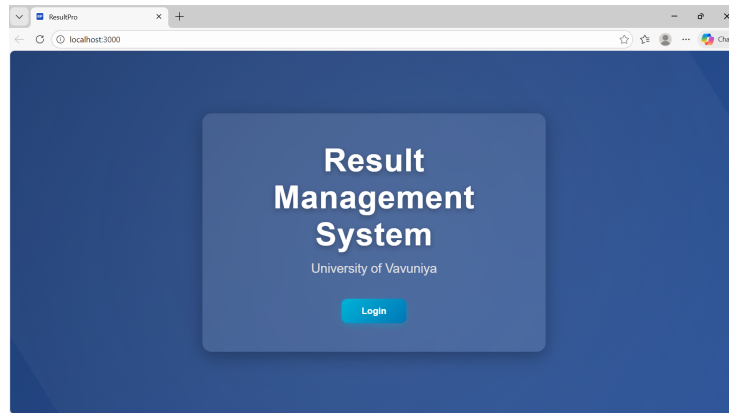 ResultPro
localhost:3000
Result
Management
System
University of Vavuniya
Login